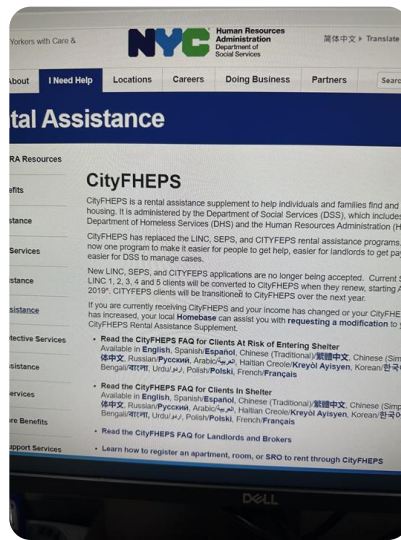 Yorkers with Care &
NYC
Human Resources
Administration
Department of
Social Services
简体中文 ▸ Translate
About
I Need Help
Locations
Careers
Doing Business
Partners
Searc
tal Assistance
RA Resources
efits
stance
Services
stance
sistance
tective Services
ssistance
ervices
re Benefits
upport Services
CityFHEPS
CityFHEPS is a rental assistance supplement to help individuals and families find and
housing. It is administered by the Department of Social Services (DSS), which includes
Department of Homeless Services (DHS) and the Human Resources Administration (H
CityFHEPS has replaced the LINC, SEPS, and CITYFEPS rental assistance programs.
now one program to make it easier for people to get help, easier for landlords to get pa
easier for DSS to manage cases.
New LINC, SEPS, and CITYFEPS applications are no longer being accepted. Current S
LINC 1, 2, 3, 4 and 5 clients will be converted to CityFHEPS when they renew, starting A
2019*. CITYFEPS clients will be transitioned to CityFHEPS over the next year.
If you are currently receiving CityFHEPS and your income has changed or your CityFHE
has increased, your local Homebase can assist you with requesting a modification to y
CityFHEPS Rental Assistance Supplement.
• Read the CityFHEPS FAQ for Clients At Risk of Entering Shelter
Available in English, Spanish/Español, Chinese (Traditional)/繁體中文, Chinese (Simp
体中文, Russian/Русский, Arabic/العربية, Haitian Creole/Kreyòl Ayisyen, Korean/한국어
Bengali/বাংলা, Urdu/اردو, Polish/Polski, French/Français
• Read the CityFHEPS FAQ for Clients in Shelter
Available in English, Spanish/Español, Chinese (Traditional)/繁體中文, Chinese (Simp
体中文, Russian/Русский, Arabic/العربية, Haitian Creole/Kreyòl Ayisyen, Korean/한국어
Bengali/বাংলা, Urdu/اردو, Polish/Polski, French/Français
• Read the CityFHEPS FAQ for Landlords and Brokers
• Learn how to register an apartment, room, or SRO to rent through CityFHEPS
DELL